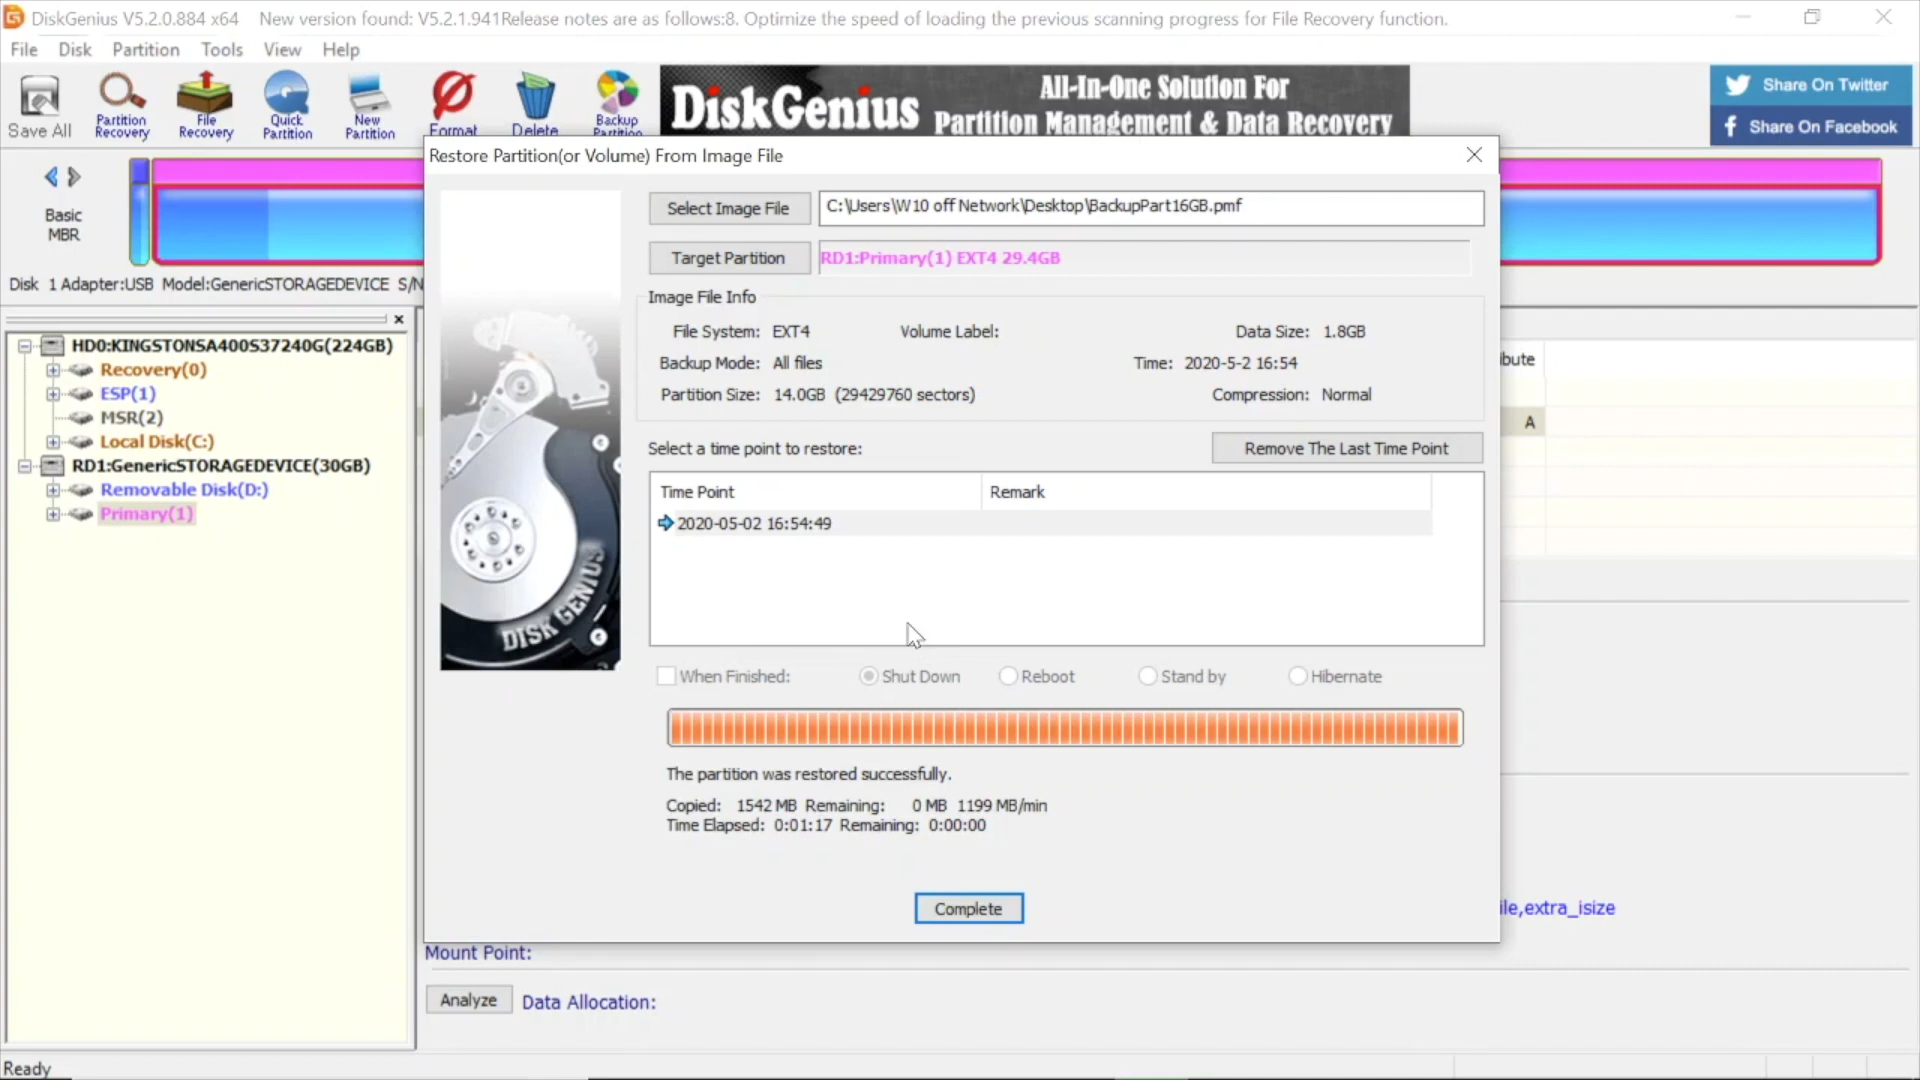 DiskGenius V5.2.0.884 x64 New version found: V5.2.1.941Release notes are as follows:8. Optimize the speed of loading the previous scanning progress for File Recovery function.
File Disk Partition Tools View Help
Save All
Partition Recovery
File Recovery
Quick Partition
New Partition
Format
Delete
Backup Partition
DiskGenius
All-In-One Solution For
Partition Management & Data Recovery
Share On Twitter
Share On Facebook
Basic
MBR
Disk 1 Adapter:USB Model:GenericSTORAGEDEVICE S/N
HD0:KINGSTONSA400S37240G(224GB)
Recovery(0)
ESP(1)
MSR(2)
Local Disk(C:)
RD1:GenericSTORAGEDEVICE(30GB)
Removable Disk(D:)
Primary(1)
Restore Partition(or Volume) From Image File
Select Image File C:\Users\W10 off Network\Desktop\BackupPart16GB.pmf
Target Partition RD1:Primary(1) EXT4 29.4GB
Image File Info
File System: EXT4 Volume Label: Data Size: 1.8GB
Backup Mode: All files Time: 2020-5-2 16:54
Partition Size: 14.0GB (29429760 sectors) Compression: Normal
Select a time point to restore: Remove The Last Time Point
Time Point Remark
2020-05-02 16:54:49
DISK GENIUS
When Finished: Shut Down Reboot Stand by Hibernate
The partition was restored successfully.
Copied: 1542 MB Remaining: 0 MB 1199 MB/min
Time Elapsed: 0:01:17 Remaining: 0:00:00
Complete
ibute
A
ile,extra_isize
Mount Point:
Analyze Data Allocation:
Ready